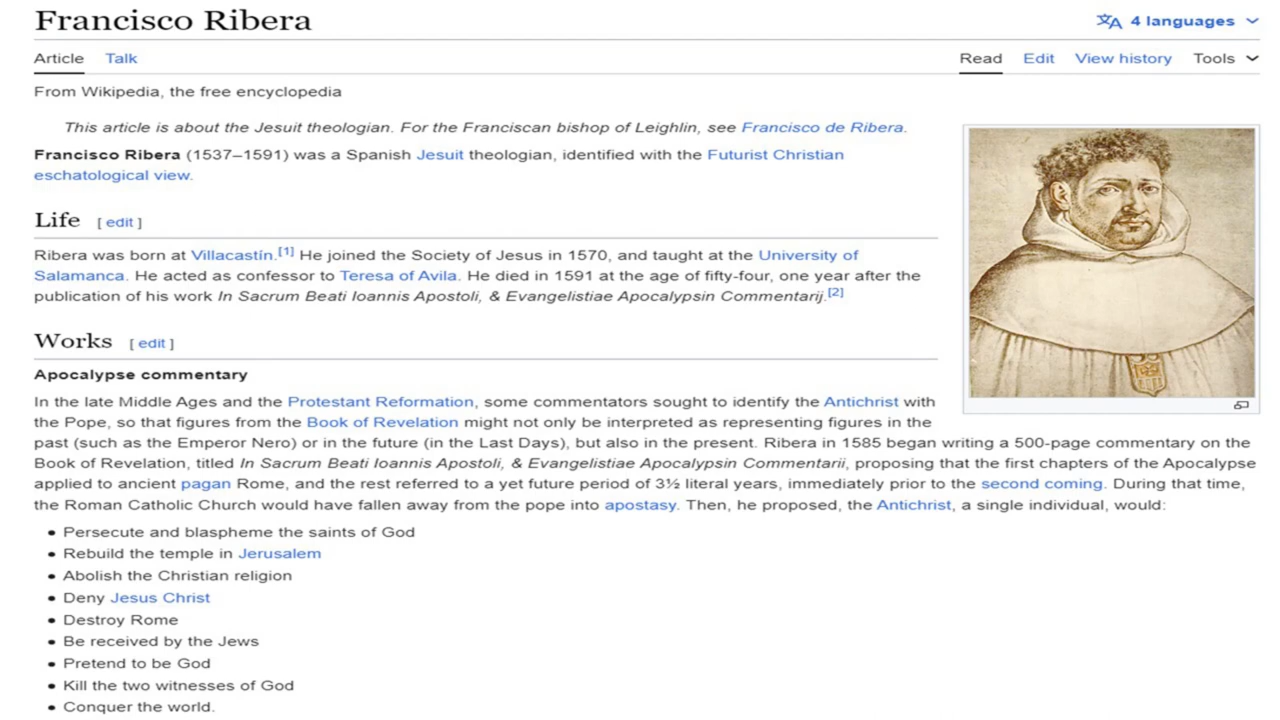 Francisco Ribera
4 languages
Article Talk
Read Edit View history Tools
From Wikipedia, the free encyclopedia
This article is about the Jesuit theologian. For the Franciscan bishop of Leighlin, see Francisco de Ribera.
Francisco Ribera (1537–1591) was a Spanish Jesuit theologian, identified with the Futurist Christian
eschatological view.
Life [ edit ]
Ribera was born at Villacastín.[1] He joined the Society of Jesus in 1570, and taught at the University of
Salamanca. He acted as confessor to Teresa of Avila. He died in 1591 at the age of fifty-four, one year after the
publication of his work In Sacrum Beati Ioannis Apostoli, & Evangelistiae Apocalypsin Commentarij.[2]
Works [ edit ]
Apocalypse commentary
In the late Middle Ages and the Protestant Reformation, some commentators sought to identify the Antichrist with
the Pope, so that figures from the Book of Revelation might not only be interpreted as representing figures in the
past (such as the Emperor Nero) or in the future (in the Last Days), but also in the present. Ribera in 1585 began writing a 500-page commentary on the
Book of Revelation, titled In Sacrum Beati Ioannis Apostoli, & Evangelistiae Apocalypsin Commentarii, proposing that the first chapters of the Apocalypse
applied to ancient pagan Rome, and the rest referred to a yet future period of 3½ literal years, immediately prior to the second coming. During that time,
the Roman Catholic Church would have fallen away from the pope into apostasy. Then, he proposed, the Antichrist, a single individual, would:
• Persecute and blaspheme the saints of God
• Rebuild the temple in Jerusalem
• Abolish the Christian religion
• Deny Jesus Christ
• Destroy Rome
• Be received by the Jews
• Pretend to be God
• Kill the two witnesses of God
• Conquer the world.